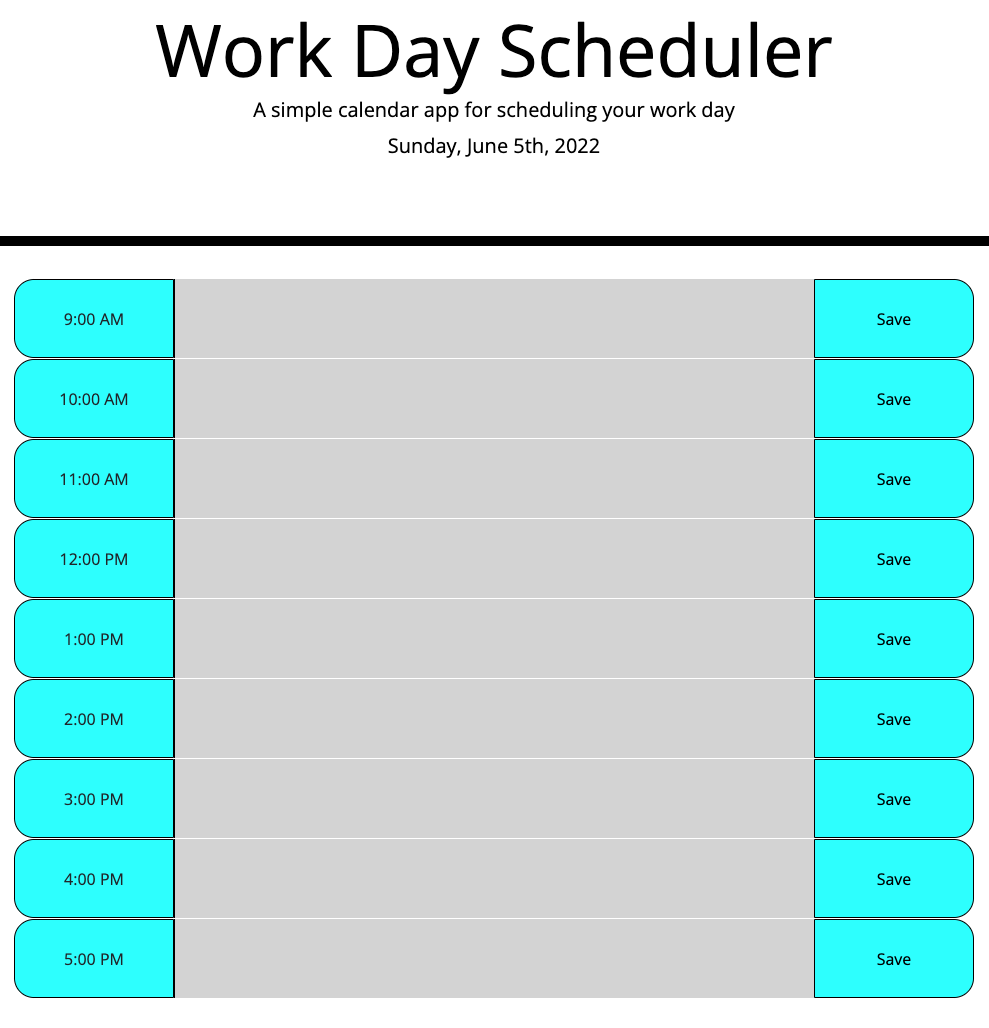 Work Day Scheduler
A simple calendar app for scheduling your work day
Sunday, June 5th, 2022
9:00 AM Save
10:00 AM Save
11:00 AM Save
12:00 PM Save
1:00 PM Save
2:00 PM Save
3:00 PM Save
4:00 PM Save
5:00 PM Save